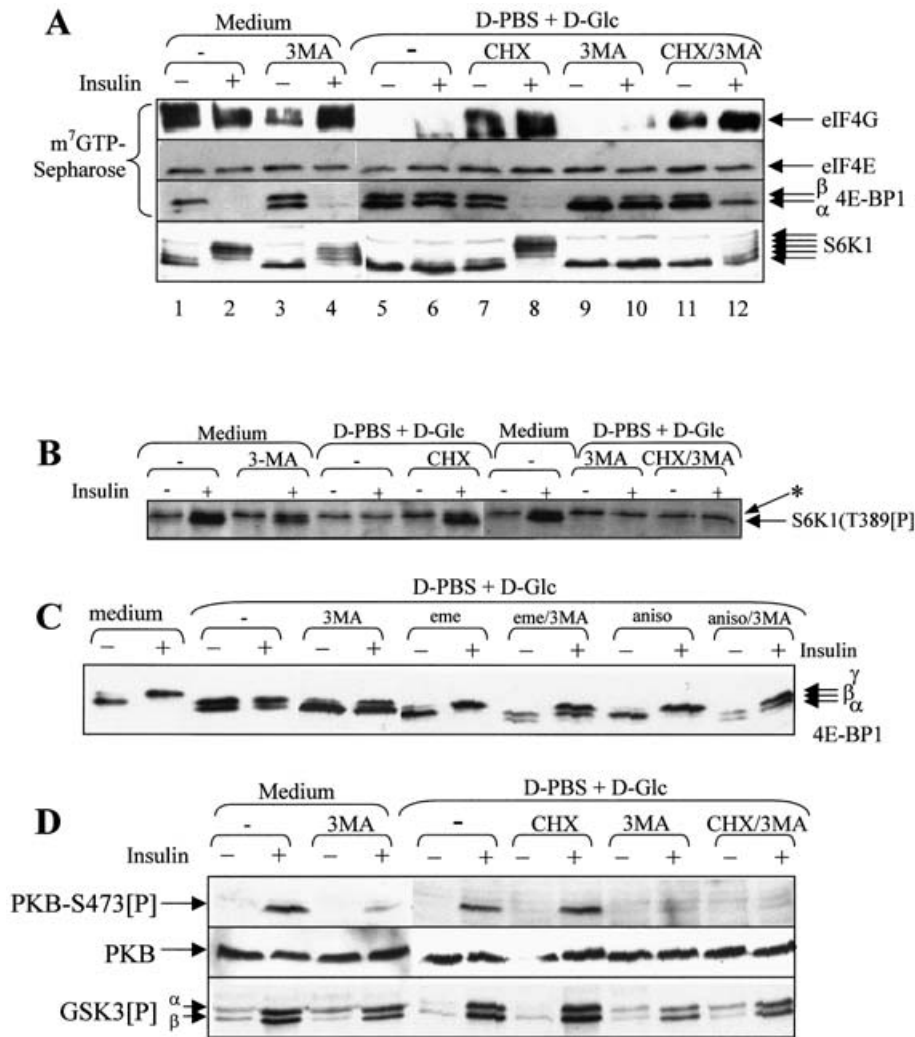 A
Medium
D-PBS + D-Glc
- 3MA - CHX 3MA CHX/3MA
Insulin − + − + − + − + − + − +
m⁷GTP-
Sepharose
eIF4G
eIF4E
β
α 4E-BP1
S6K1
1 2 3 4 5 6 7 8 9 10 11 12
B
Medium D-PBS + D-Glc Medium D-PBS + D-Glc
- 3-MA - CHX - 3MA CHX/3MA
Insulin - + - + - + - + - + - + - +
*
S6K1(T389[P]
C
D-PBS + D-Glc
medium - 3MA eme eme/3MA aniso aniso/3MA
− + − + − + − + − + − + − + Insulin
γ
β
α
4E-BP1
D
Medium
D-PBS + D-Glc
- 3MA - CHX 3MA CHX/3MA
Insulin − + − + − + − + − + − +
PKB-S473[P]
PKB
GSK3[P] α
β